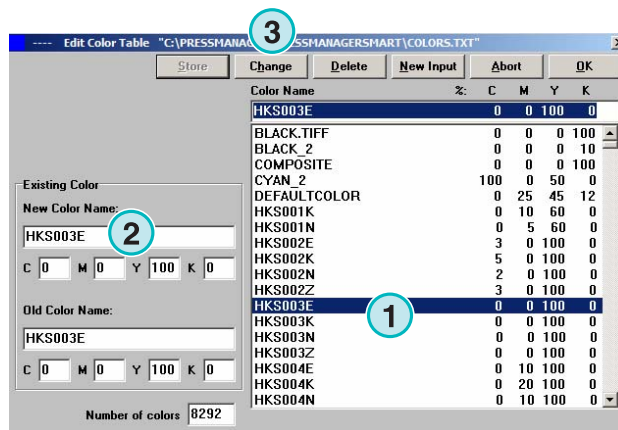 ---- Edit Color Table "C:\PRESSMANAG 3 SSMANAGERSMART\COLORS.TXT"
Store Change Delete New Input Abort OK
Color Name %: C M Y K
HKS003E 0 0 100 0
BLACK.TIFF 0 0 0 100
BLACK_2 0 0 0 10
COMPOSITE 0 0 0 100
CYAN_2 100 0 50 0
DEFAULTCOLOR 0 25 45 12
HKS001K 0 10 60 0
HKS001N 0 5 60 0
HKS002E 3 0 100 0
HKS002K 5 0 100 0
HKS002N 2 0 100 0
HKS002Z 3 0 100 0
HKS003E 1 0 0 100 0
HKS003K 0 0 100 0
HKS003N 0 0 100 0
HKS003Z 0 0 100 0
HKS004E 0 10 100 0
HKS004K 0 20 100 0
HKS004N 0 10 100 0
Existing Color
New Color Name:
HKS003E 2
C 0 M 0 Y 100 K 0
Old Color Name:
HKS003E
C 0 M 0 Y 100 K 0
Number of colors 8292